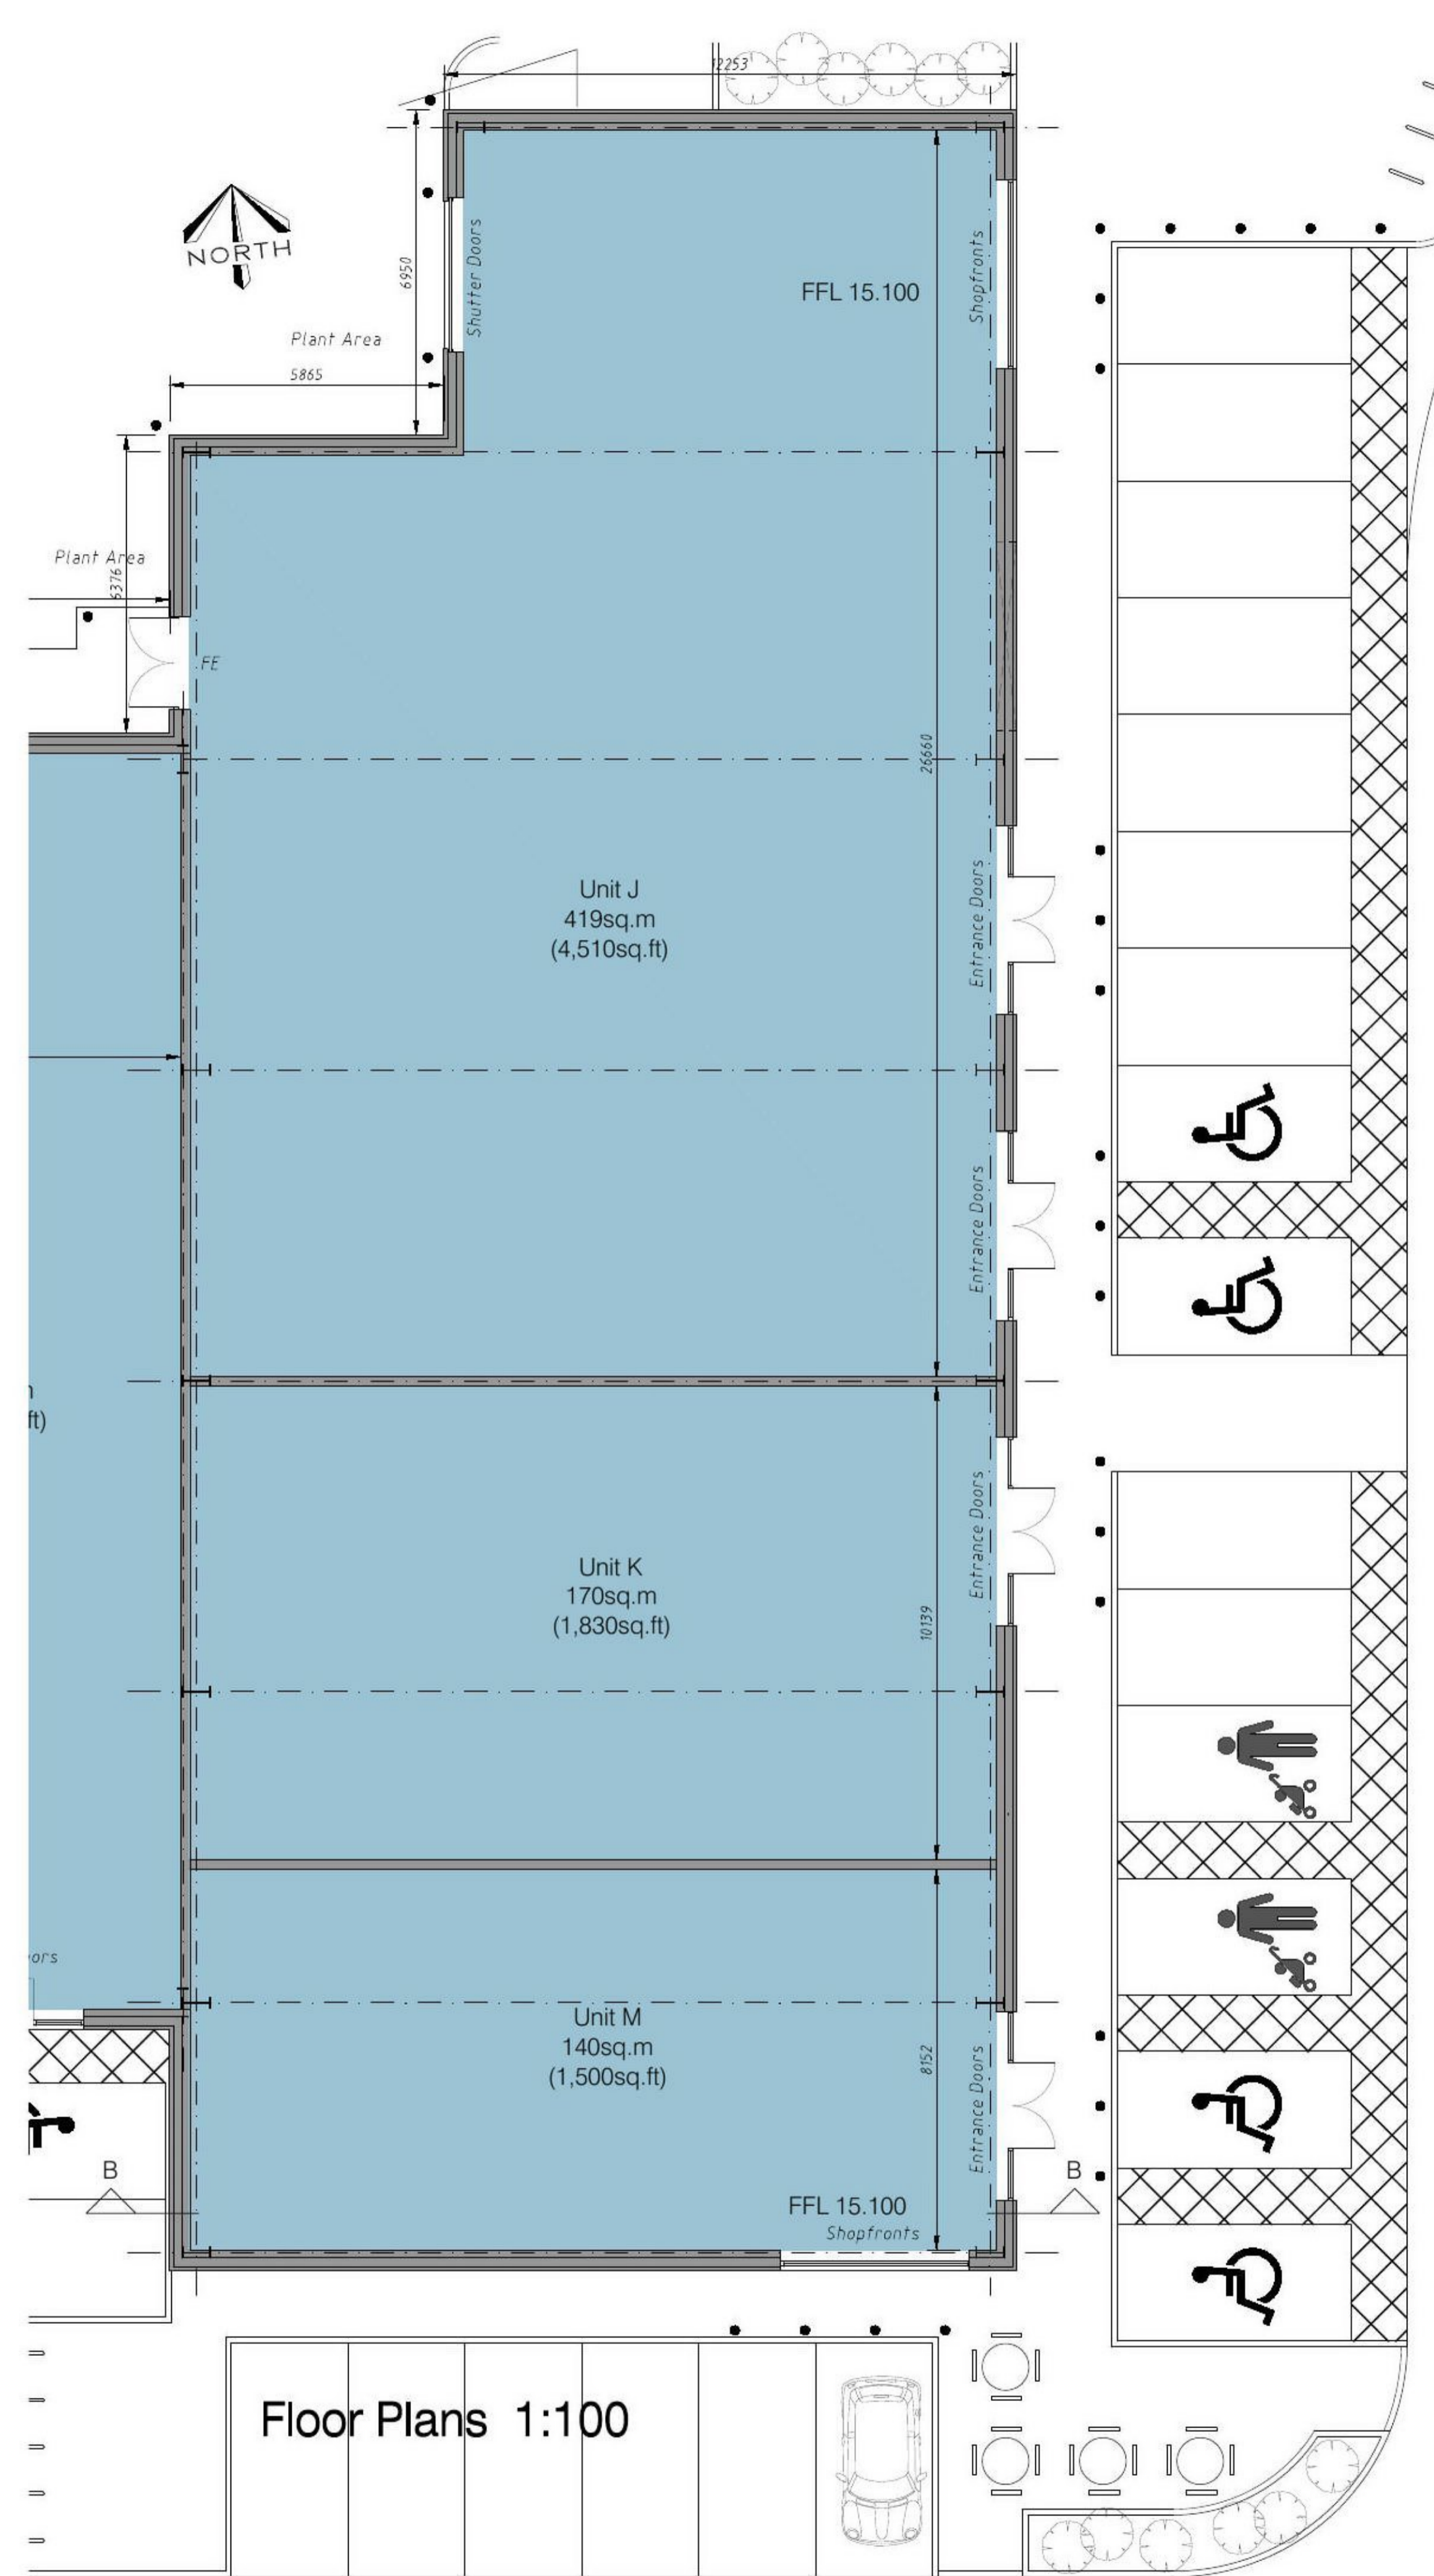 12253
NORTH
6950
Shutter Doors
Shopfronts
FFL 15.100
Plant Area
5865
Plant Area
6376
FE
26660
Unit J
419sq.m
(4,510sq.ft)
Entrance Doors
Entrance Doors
ft)
Entrance Doors
Unit K
170sq.m
(1,830sq.ft)
10139
ors
Unit M
140sq.m
(1,500sq.ft)
8152
Entrance Doors
B
B
FFL 15.100
Shopfronts
Floor Plans 1:100